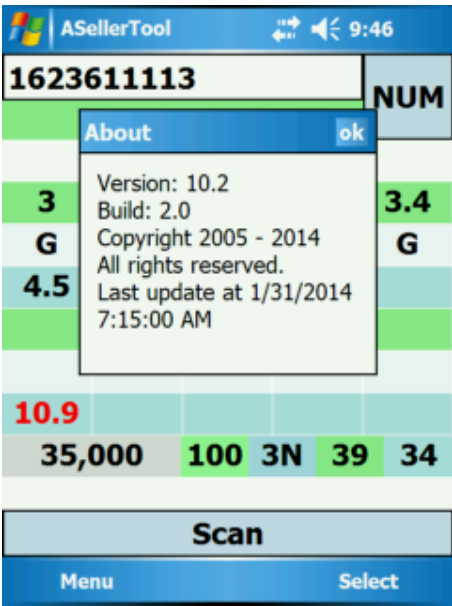 ASellerTool 9:46
1623611113
NUM
About ok
Version: 10.2
Build: 2.0
Copyright 2005 - 2014
All rights reserved.
Last update at 1/31/2014
7:15:00 AM
3 3.4
G G
4.5
10.9
35,000 100 3N 39 34
Scan
Menu Select